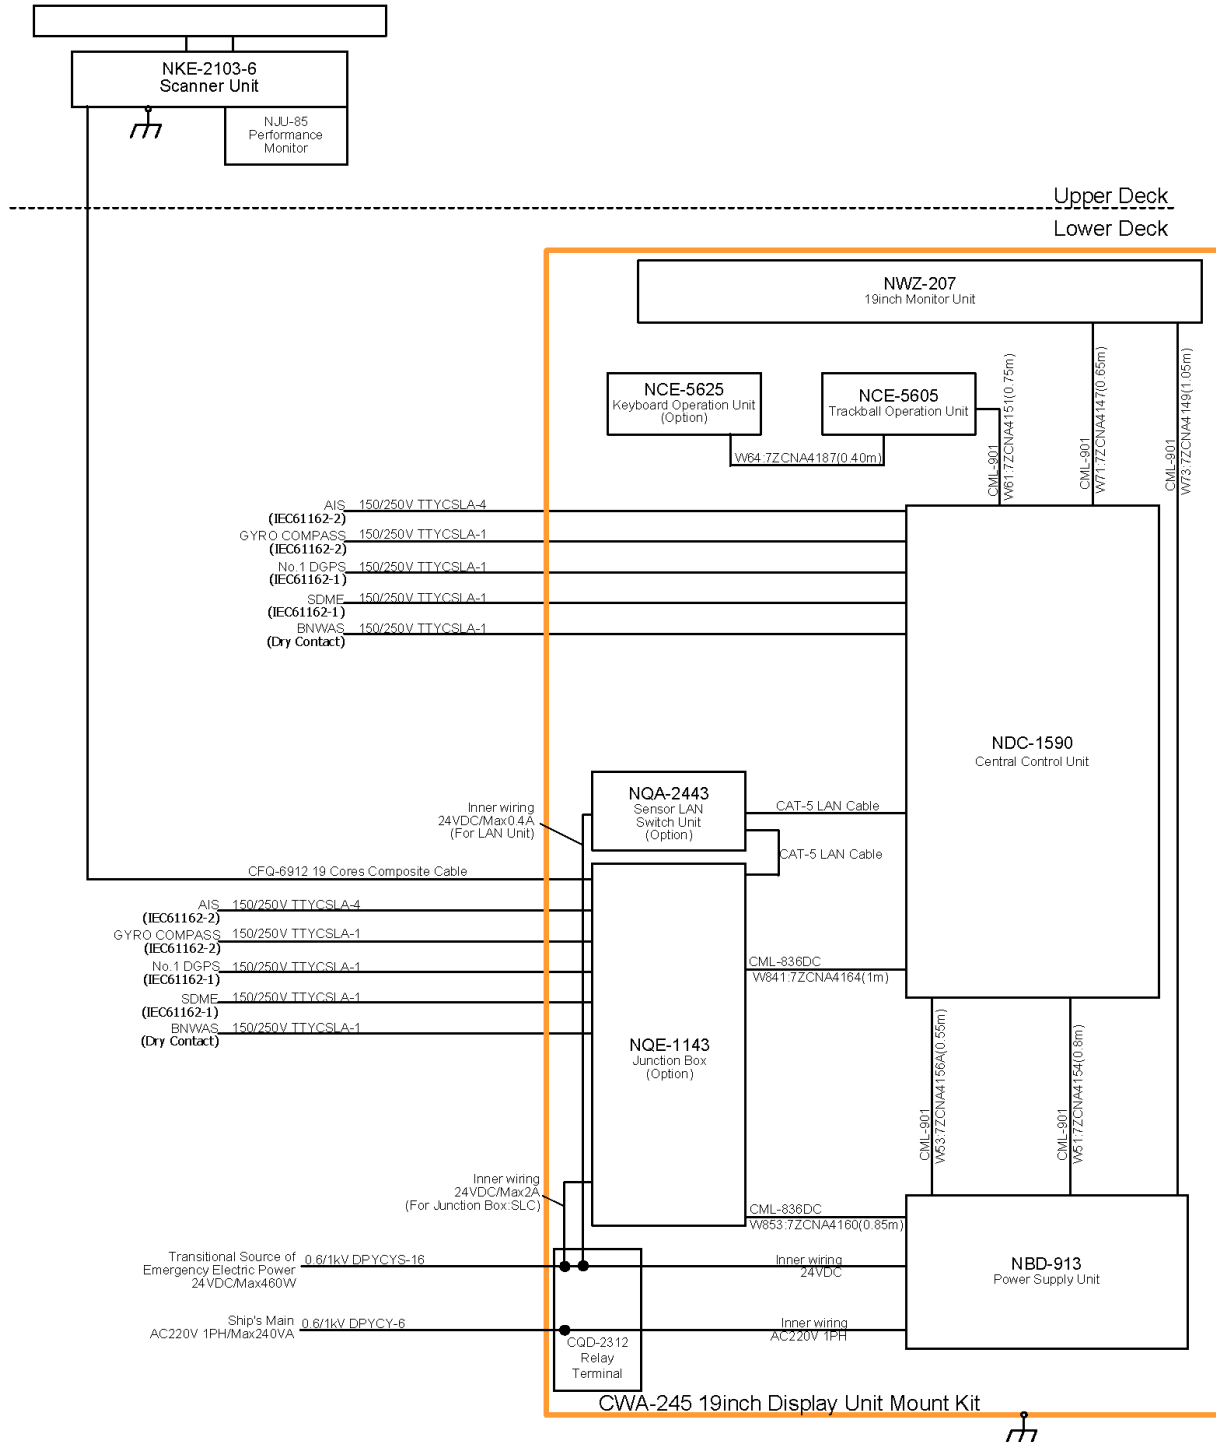 NKE-2103-6
Scanner Unit
NJU-85
Performance
Monitor
Upper Deck
Lower Deck
NWZ-207
19inch Monitor Unit
NCE-5625
Keyboard Operation Unit
(Option)
NCE-5605
Trackball Operation Unit
W64:7ZCNA4187(0.40m)
CML-901
W61:7ZCNA4151(0.75m)
CML-901
W71:7ZCNA4147(0.65m)
CML-901
W73:7ZCNA4149(1.05m)
AIS 150/250V TTYCSLA-4
(IEC61162-2)
GYRO COMPASS 150/250V TTYCSLA-1
(IEC61162-2)
No.1 DGPS 150/250V TTYCSLA-1
(IEC61162-1)
SDME 150/250V TTYCSLA-1
(IEC61162-1)
BNWAS 150/250V TTYCSLA-1
(Dry Contact)
NDC-1590
Central Control Unit
NQA-2443
Sensor LAN
Switch Unit
(Option)
Inner wiring
24VDC/Max0.4A
(For LAN Unit)
CAT-5 LAN Cable
CAT-5 LAN Cable
CFQ-6912 19 Cores Composite Cable
AIS 150/250V TTYCSLA-4
(IEC61162-2)
GYRO COMPASS 150/250V TTYCSLA-1
(IEC61162-2)
No.1 DGPS 150/250V TTYCSLA-1
(IEC61162-1)
SDME 150/250V TTYCSLA-1
(IEC61162-1)
BNWAS 150/250V TTYCSLA-1
(Dry Contact)
CML-836DC
W841:7ZCNA4164(1m)
NQE-1143
Junction Box
(Option)
CML-901
W53:7ZCNA4156A(0.55m)
CML-901
W51:7ZCNA4154(0.8m)
Inner wiring
24VDC/Max2A
(For Junction Box:SLC)
CML-836DC
W853:7ZCNA4160(0.85m)
Transitional Source of
Emergency Electric Power
24VDC/Max460W
0.6/1kV DPYCYS-16
Inner wiring
24VDC
NBD-913
Power Supply Unit
Ship's Main
AC220V 1PH/Max240VA
0.6/1kV DPYCY-6
Inner wiring
AC220V 1PH
CQD-2312
Relay
Terminal
CWA-245 19inch Display Unit Mount Kit